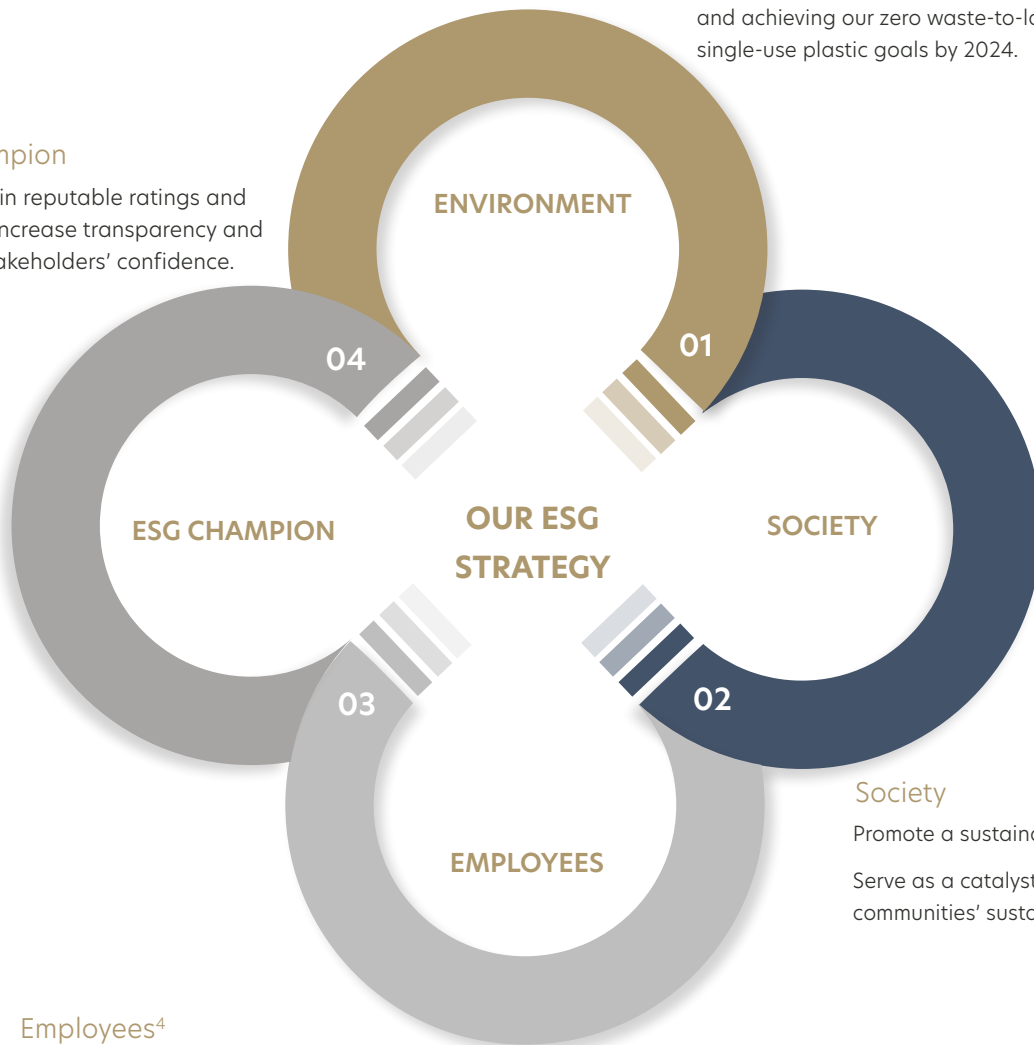 and achieving our zero waste-to-la
single-use plastic goals by 2024.
mpion
in reputable ratings and
increase transparency and
akeholders’ confidence.
ENVIRONMENT
01
04
ESG CHAMPION
OUR ESG
STRATEGY
SOCIETY
03
02
EMPLOYEES
Society
Promote a sustaina
Serve as a catalyst
communities’ susta
Employees⁴